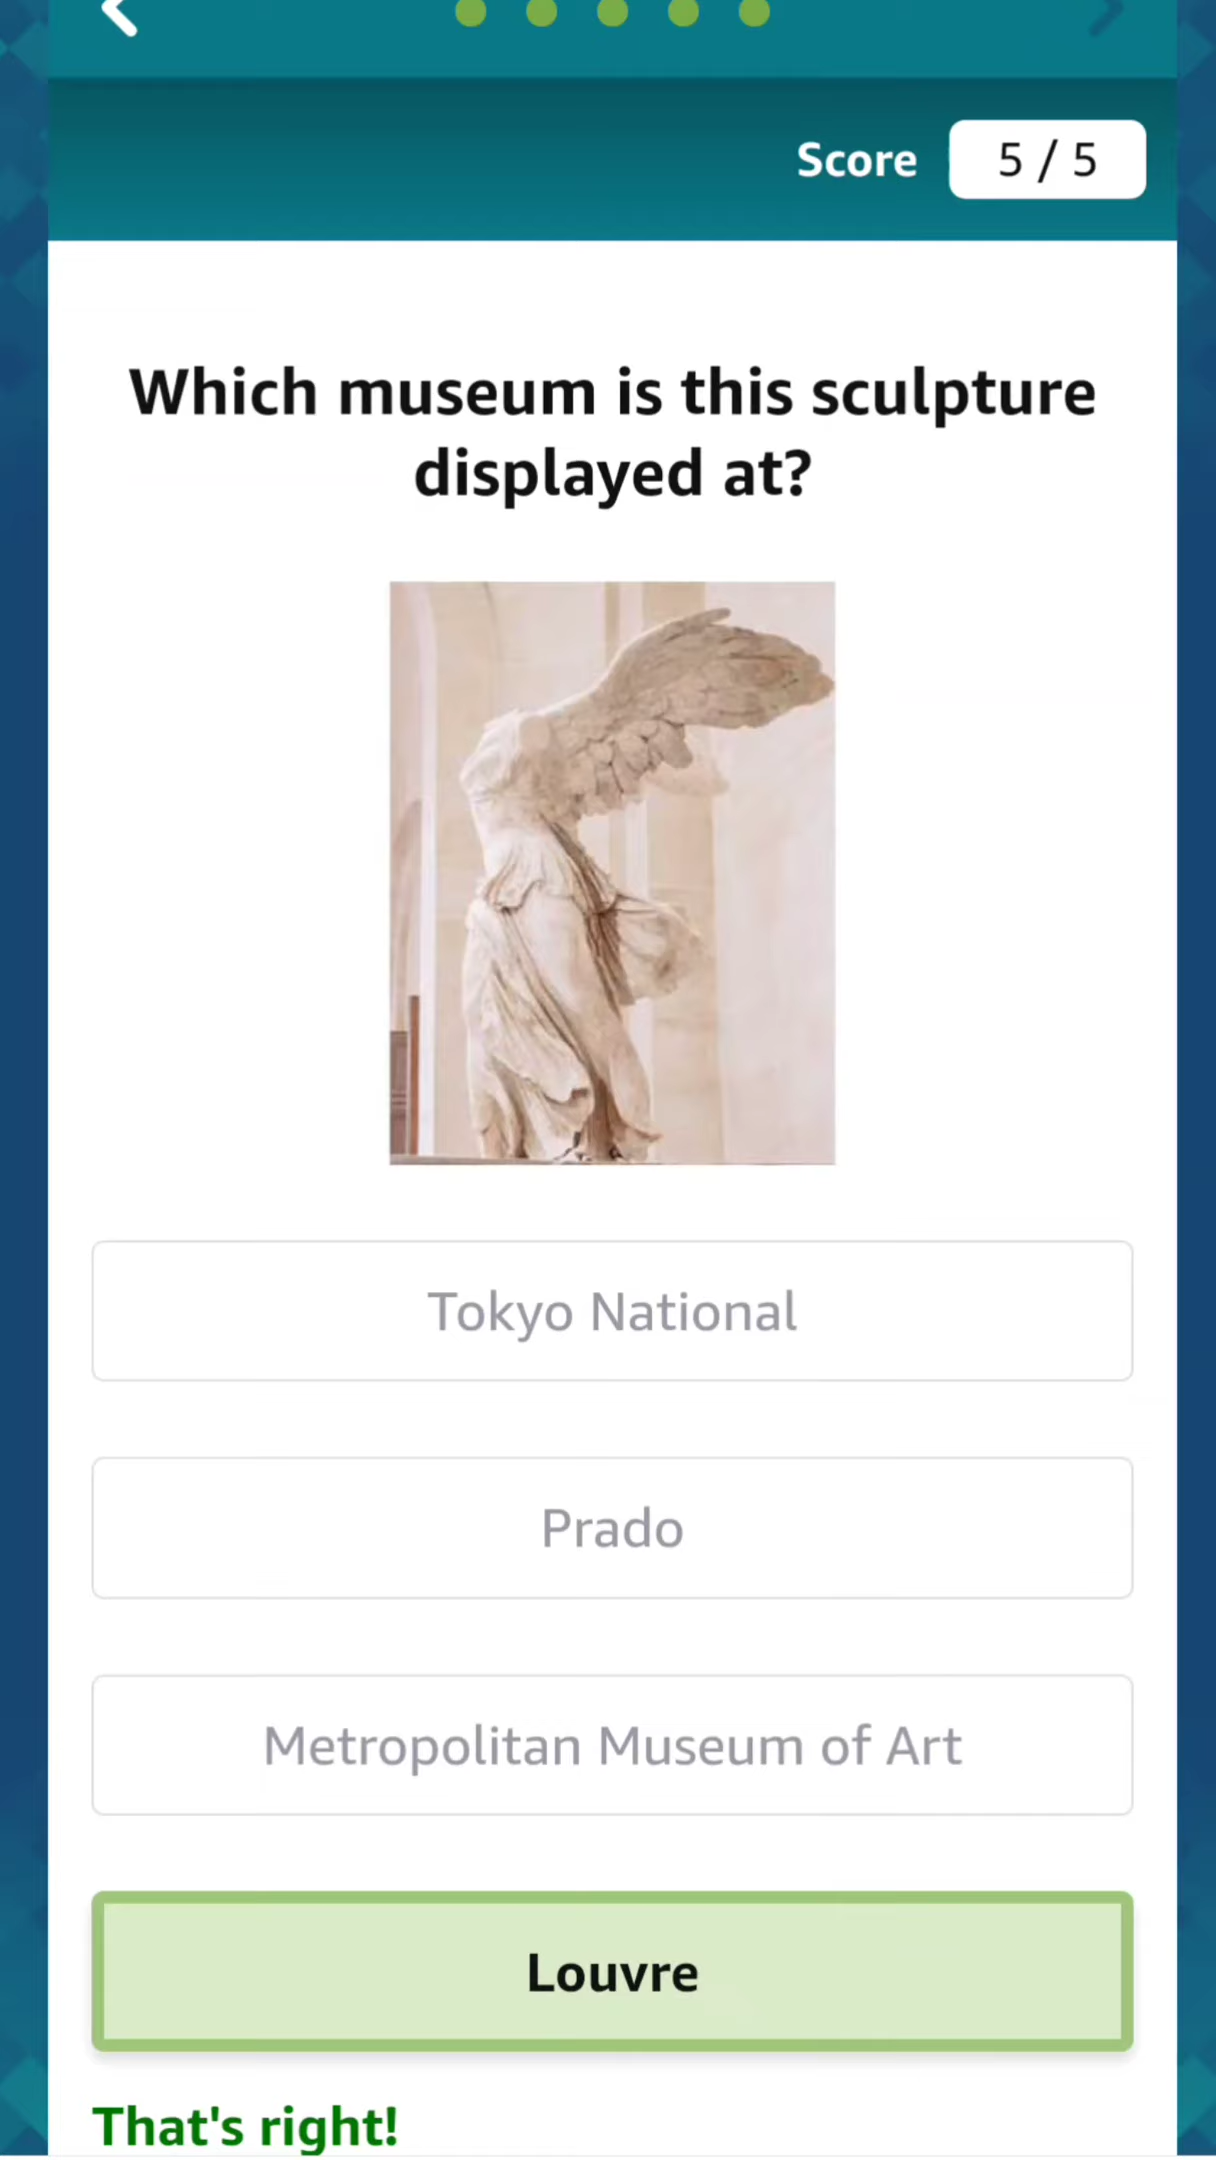 Score 5 / 5
Which museum is this sculpture
displayed at?
Tokyo National
Prado
Metropolitan Museum of Art
Louvre
That's right!